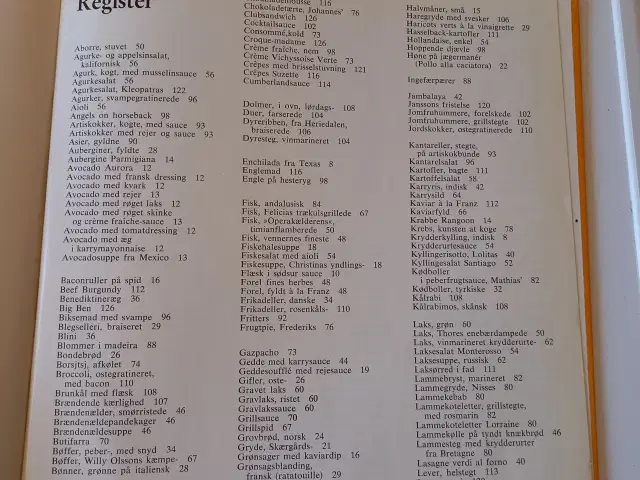 Register
Aborre, stuvet 50
Agurke- og appelsinsalat,
kalifornisk 56
Agurk, kogt, med musselinsauce 56
Agurkesalat 56
Agurkesalat, Kleopatras 122
Agurker, svampegratinerede 96
Aioli 56
Angels on horseback 98
Artiskokker, kogte, med sauce 93
Artiskokker med rejer og sauce 93
Asier, gyldne 90
Auberginer, fyldte 28
Aubergine Parmigiana 14
Avocado Aurora 12
Avocado med fransk dressing 12
Avocado med kvark 12
Avocado med rejer 13
Avocado med røget laks 12
Avocado med røget skinke
og crème fraîche-sauce 13
Avocado med tomatdressing 12
Avocado med æg
i karrymayonnaise 12
Avocadosuppe fra Mexico 13
Baconruller på spid 16
Beef Burgundy 112
Benediktineræg 36
Big Ben 126
Biksemad med svampe 96
Blegselleri, braiseret 29
Blini 36
Blommer i madeira 88
Bondebrød 26
Borsjtsj, afkølet 74
Broccoli, ostegratineret,
med bacon 110
Brunkål med flæsk 108
Brændende kærlighed 107
Brændenælder, smørristede 46
Brændenældepandekager 46
Brændenældesuppe 46
Butifarra 70
Bøffer, peber-, med snyd 34
Bøffer, Willy Olssons kæmpe- 67
Bønner, grønne på italiensk 28
116
Chokoladetærte, Johannes' 76
Clubsandwich 126
Cocktailsauce 102
Consommé, kold 73
Croque-madame 126
Crème fraîche, nem 98
Crème Vichyssoise Verte 73
Crêpes med brisselstuvning 121
Crêpes Suzette 116
Cumberlandsauce 114
Dolmer, i ovn, lørdags- 108
Duer, farserede 104
Dyreribben, fra Heriedalen,
braiserede 106
Dyresteg, vinmarineret 104
Enchilada fra Texas 8
Englemad 116
Engle på hesteryg 98
Fisk, andalusisk 84
Fisk, Felicias trækulsgrillede 67
Fisk, »Operakælderens«,
timianflamberede 50
Fisk, vennernes fineste 48
Fiskehalesuppe 18
Fiskesalat med aioli 54
Fiskesuppe, Christinas yndlings- 18
Flæsk i sødsur sauce 10
Forel fines herbes 48
Forel, fyldt à la Franz 48
Frikadeller, danske 34
Frikadeller, rosenkåls- 110
Fritters 92
Frugtpie, Frederiks 76
Gazpacho 73
Gedde med karrysauce 44
Geddesoufflé med rejesauce 19
Gifler, oste- 26
Gravet laks 60
Gravlaks, ristet 60
Gravlakssauce 60
Grillsauce 70
Grillspid 67
Grovbrød, norsk 24
Gryde, Skærgårds- 21
Grønsager med kaviardip 16
Grønsagsblanding,
fransk (ratatouille) 29
Halvmåner, små 15
Haregryde med svesker 106
Haricots verts à la vinaigrette 29
Hasselback-kartofler 111
Hollandaise, enkel 54
Hoppende djævle 98
Høne på jægermanér
(Pollo alla caciatora) 22
Ingefærpærer 88
Jambalaya 42
Janssons fristelse 120
Jomfruhummere, forelskede 102
Jomfruhummere, grillstegte 102
Jordskokker, ostegratinerede 110
Kantareller, stegte,
på artiskokbunde 93
Kantarelsalat 96
Kartofler, bagte 111
Kartoffelsalat 58
Karryris, indisk 42
Karrysild 64
Kaviar à la Franz 112
Kaviarfyld 66
Krabbe Rangoon 14
Krebs, kunsten at koge 78
Krydderkylling, indisk 8
Krydderurtesauce 54
Kyllingerisotto, Lolitas 40
Kyllingesalat Santiago 52
Kødboller
i peberfrugtsauce, Mathias' 82
Kødboller, tyrkiske 32
Kålrabi 108
Kålrabimos, skånsk 108
Laks, grøn 60
Laks, Thores enebærdampede 50
Laks, vinmarineret krydderurte- 62
Laksesalat Monterosso 54
Laksesuppe, russisk 62
Laksørred i fad 111
Lammebryst, marineret 82
Lammegryde, Nisses 80
Lammekebab 80
Lammekoteletter, grillstegte,
med rosmarin 82
Lammekoteletter Lorraine 80
Lammekølle på tyndt knækbrød 46
Lammesteg med krydderurter
fra Bretagne 80
Lasagne verdi al forno 40
Lever, helstegt 113